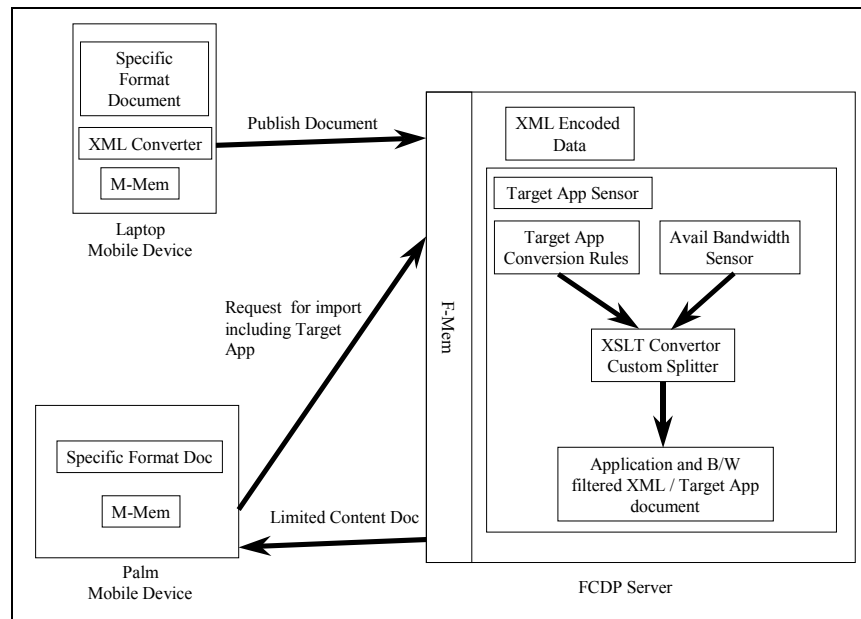 Specific
Format
Document
XML Converter
M-Mem
Laptop
Mobile Device
Publish Document
Request for import
including Target
App
Specific Format Doc
M-Mem
Palm
Mobile Device
Limited Content Doc
F-Mem
XML Encoded
Data
Target App Sensor
Target App
Conversion Rules
Avail Bandwidth
Sensor
XSLT Convertor
Custom Splitter
Application and B/W
filtered XML / Target App
document
FCDP Server